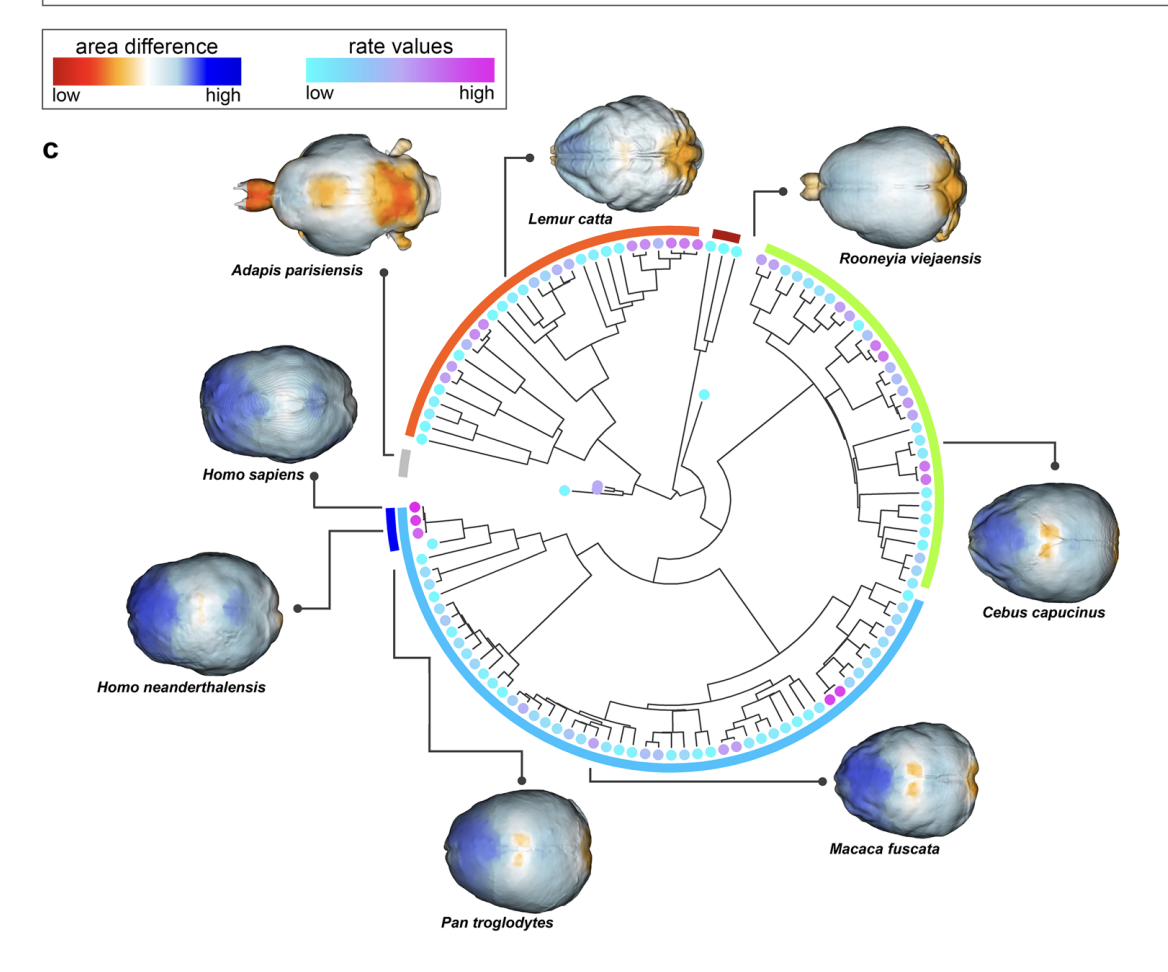 area difference
rate values
low
high
low
high
c
Lemur catta
Rooneyia viejaensis
Adapis parisiensis
Homo sapiens
Cebus capucinus
Homo neanderthalensis
Macaca fuscata
Pan troglodytes